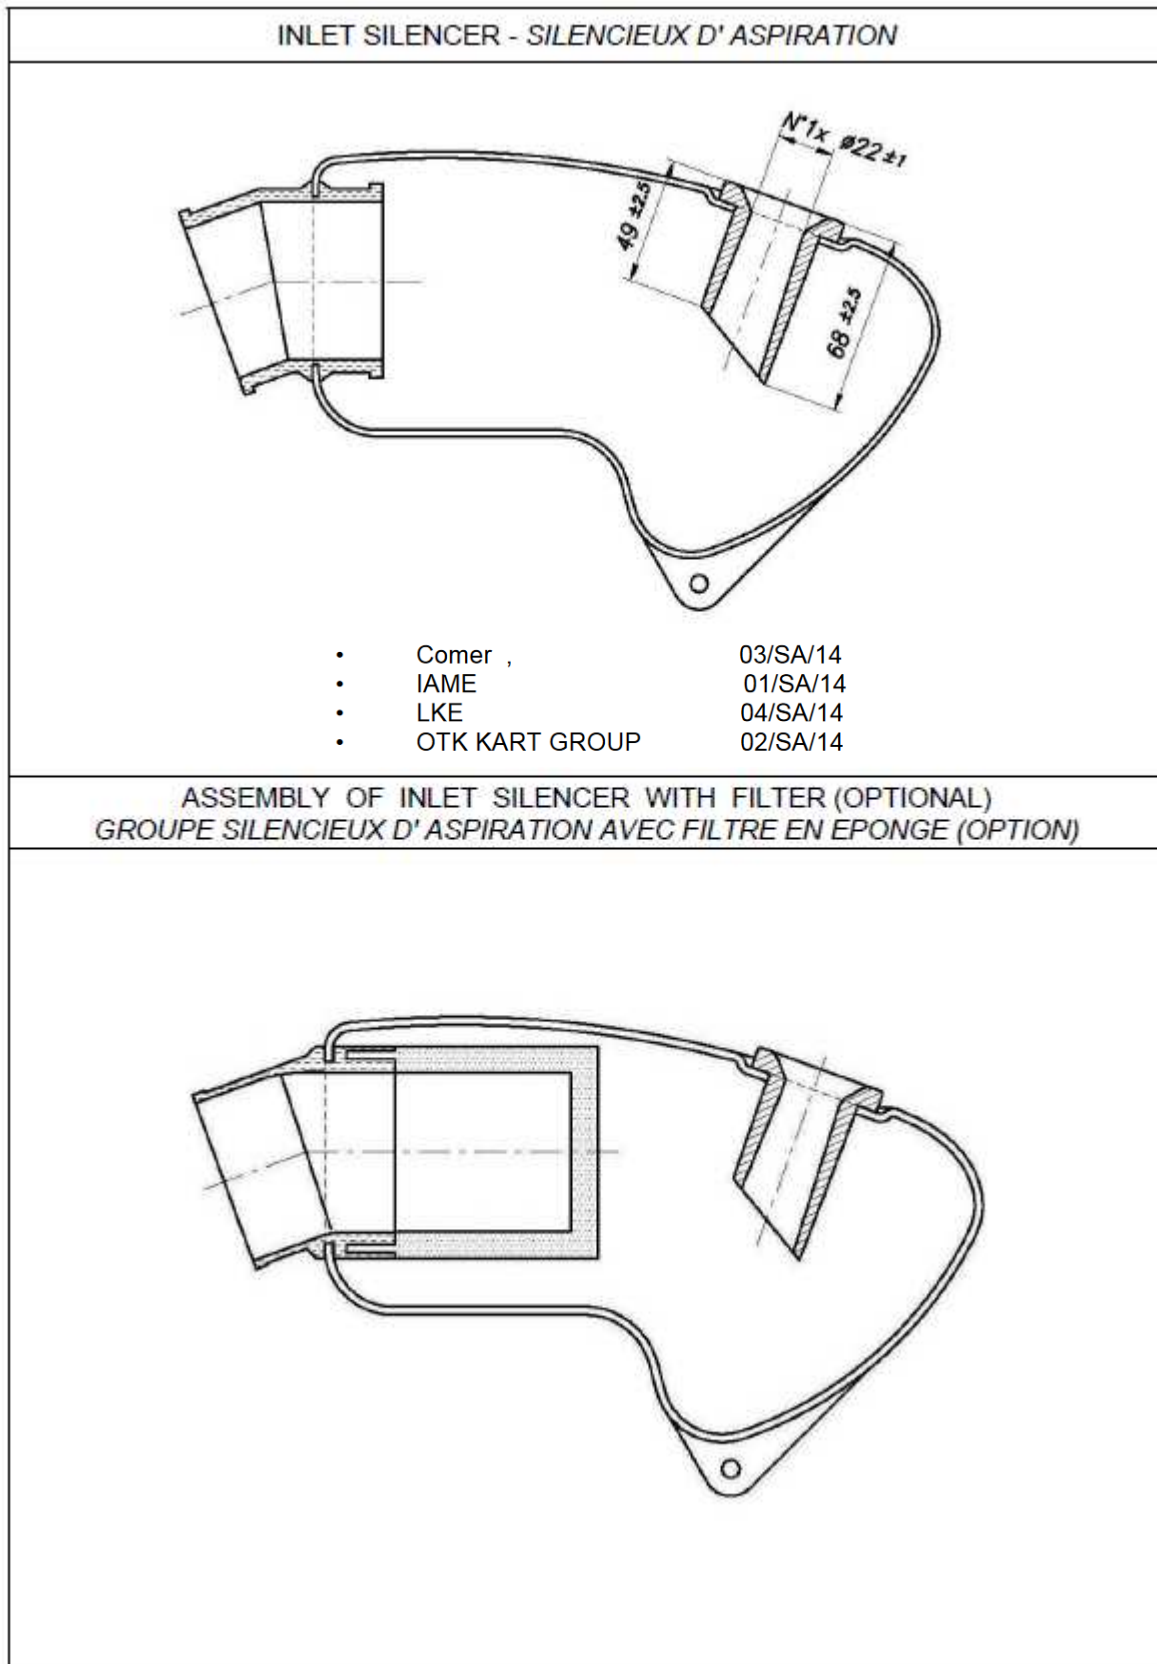 INLET SILENCER - SILENCIEUX D' ASPIRATION
N°1x ø22 ±1
49 ±2.5
68 ±2.5
• Comer , 03/SA/14
• IAME 01/SA/14
• LKE 04/SA/14
• OTK KART GROUP 02/SA/14
ASSEMBLY OF INLET SILENCER WITH FILTER (OPTIONAL)
GROUPE SILENCIEUX D' ASPIRATION AVEC FILTRE EN EPONGE (OPTION)